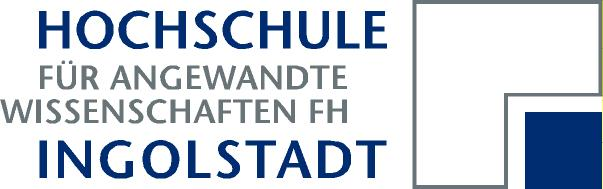 HOCHSCHULE
FÜR ANGEWANDTE
WISSENSCHAFTEN FH
INGOLSTADT